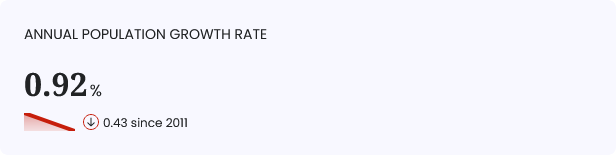 ANNUAL POPULATION GROWTH RATE
0.92%
0.43 since 2011